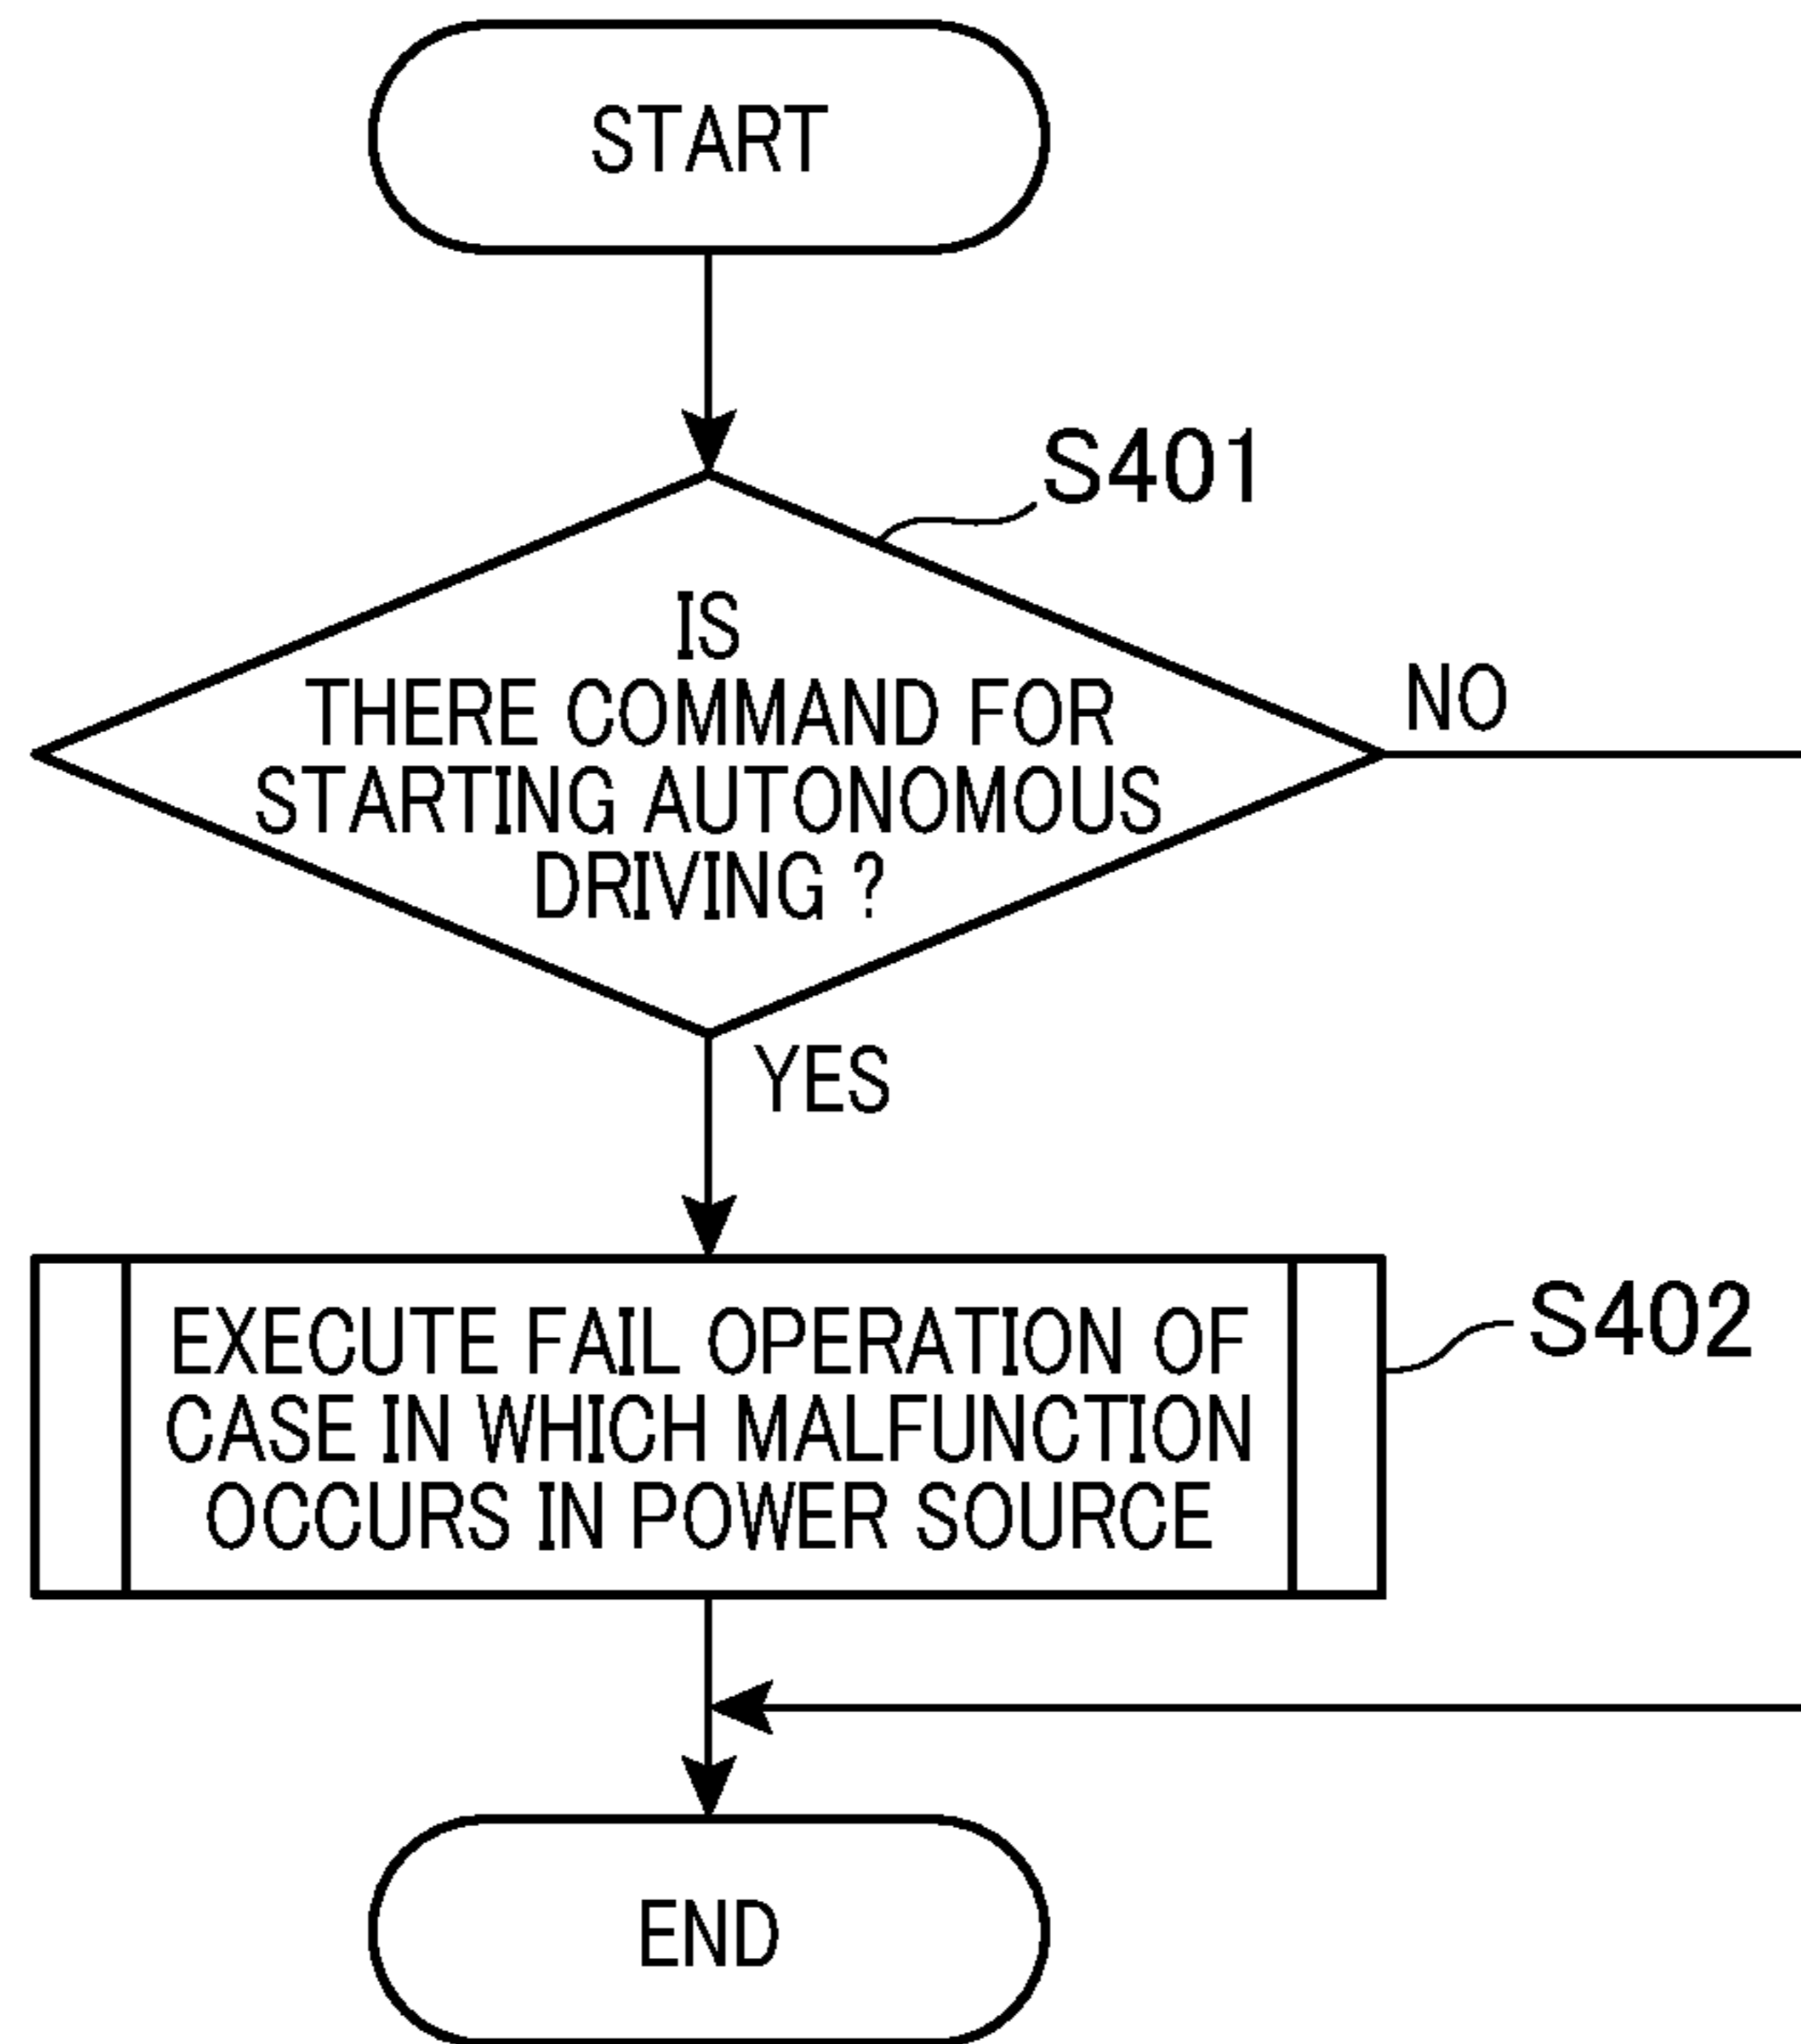 START
S401
IS
THERE COMMAND FOR
STARTING AUTONOMOUS
DRIVING ?
NO
YES
EXECUTE FAIL OPERATION OF
CASE IN WHICH MALFUNCTION
OCCURS IN POWER SOURCE
S402
END